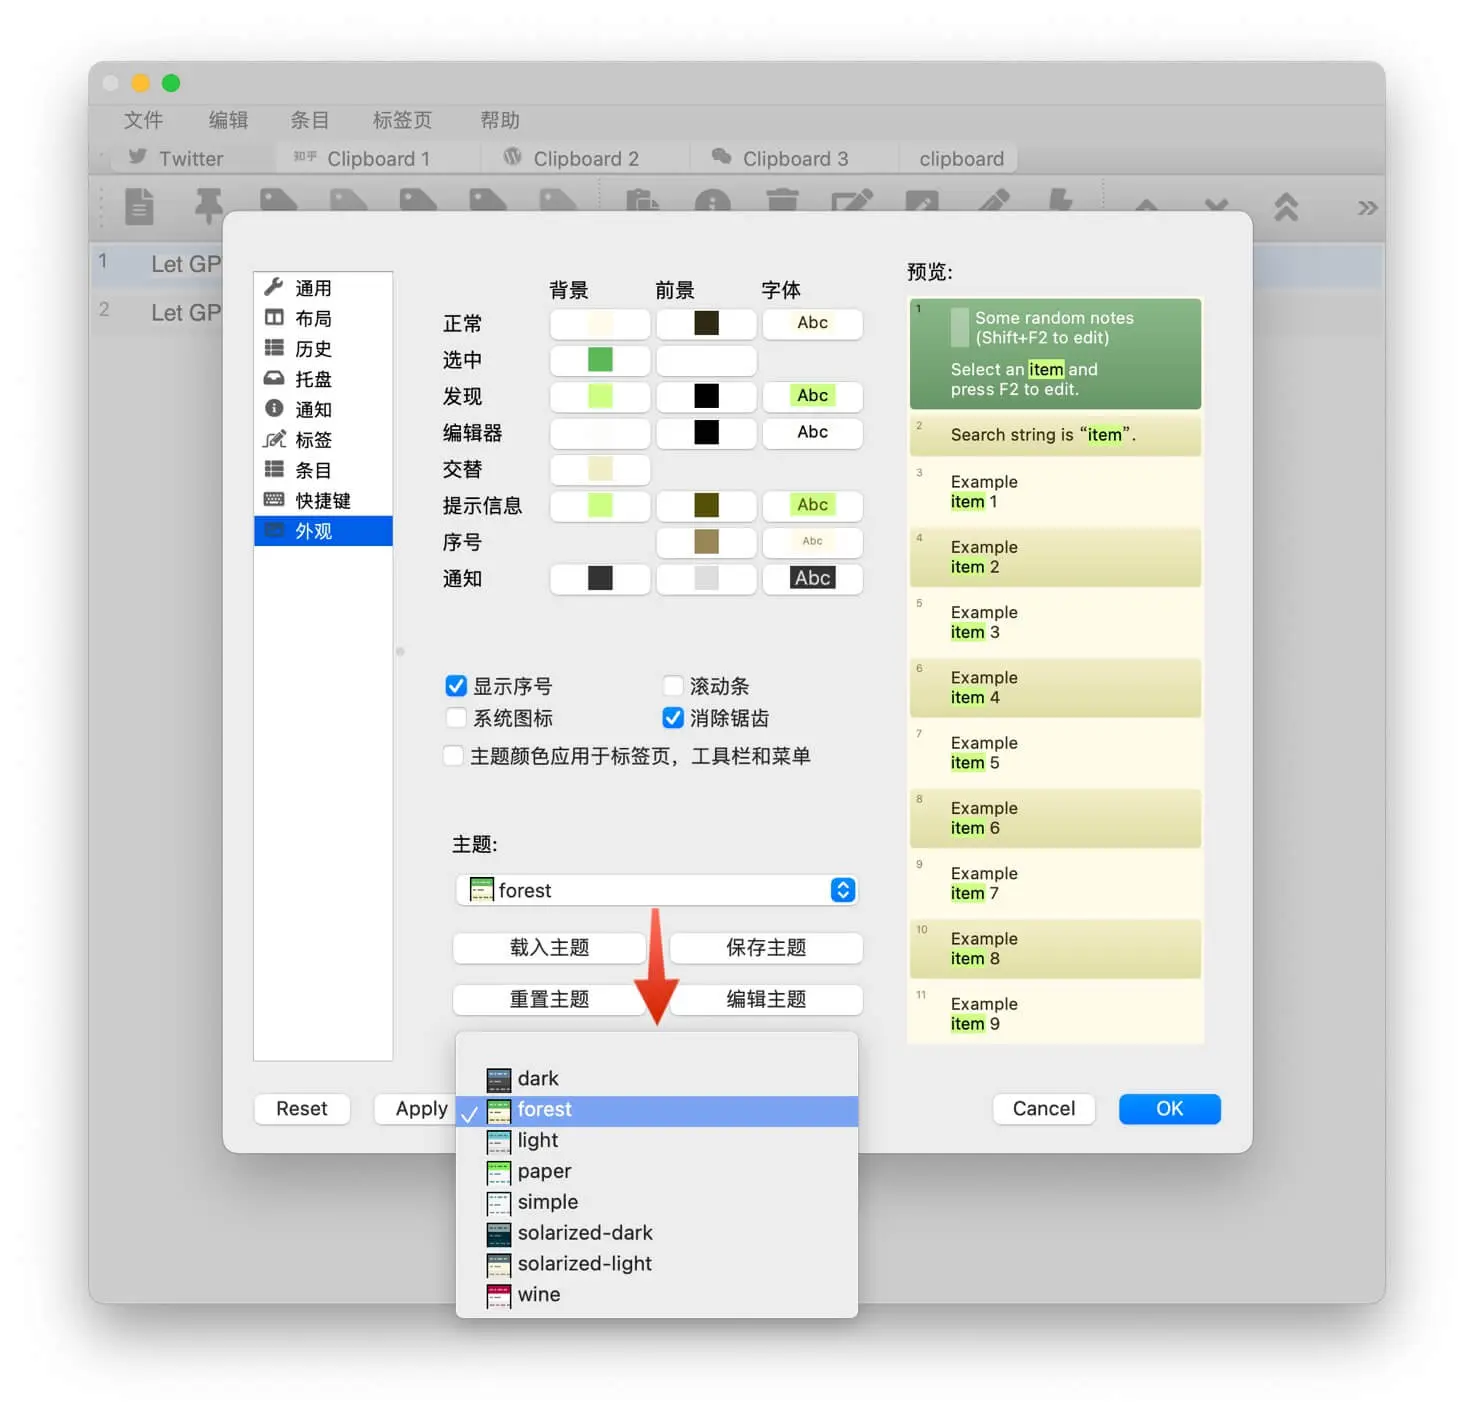 文件 编辑 条目 标签页 帮助
Twitter 知乎 Clipboard 1 Clipboard 2 Clipboard 3 clipboard
1 Let GP
2 Let GP
通用
布局
历史
托盘
通知
标签
条目
快捷键
外观
背景 前景 字体
正常 Abc
选中
发现 Abc
编辑器 Abc
交替
提示信息 Abc
序号 Abc
通知 Abc
显示序号 滚动条
系统图标 消除锯齿
主题颜色应用于标签页，工具栏和菜单
主题:
forest
载入主题 保存主题
重置主题 编辑主题
dark
forest
light
paper
simple
solarized-dark
solarized-light
wine
预览:
1 Some random notes
(Shift+F2 to edit)
Select an item and
press F2 to edit.
2 Search string is “item”.
3 Example
item 1
4 Example
item 2
5 Example
item 3
6 Example
item 4
7 Example
item 5
8 Example
item 6
9 Example
item 7
10 Example
item 8
11 Example
item 9
Reset Apply Cancel OK